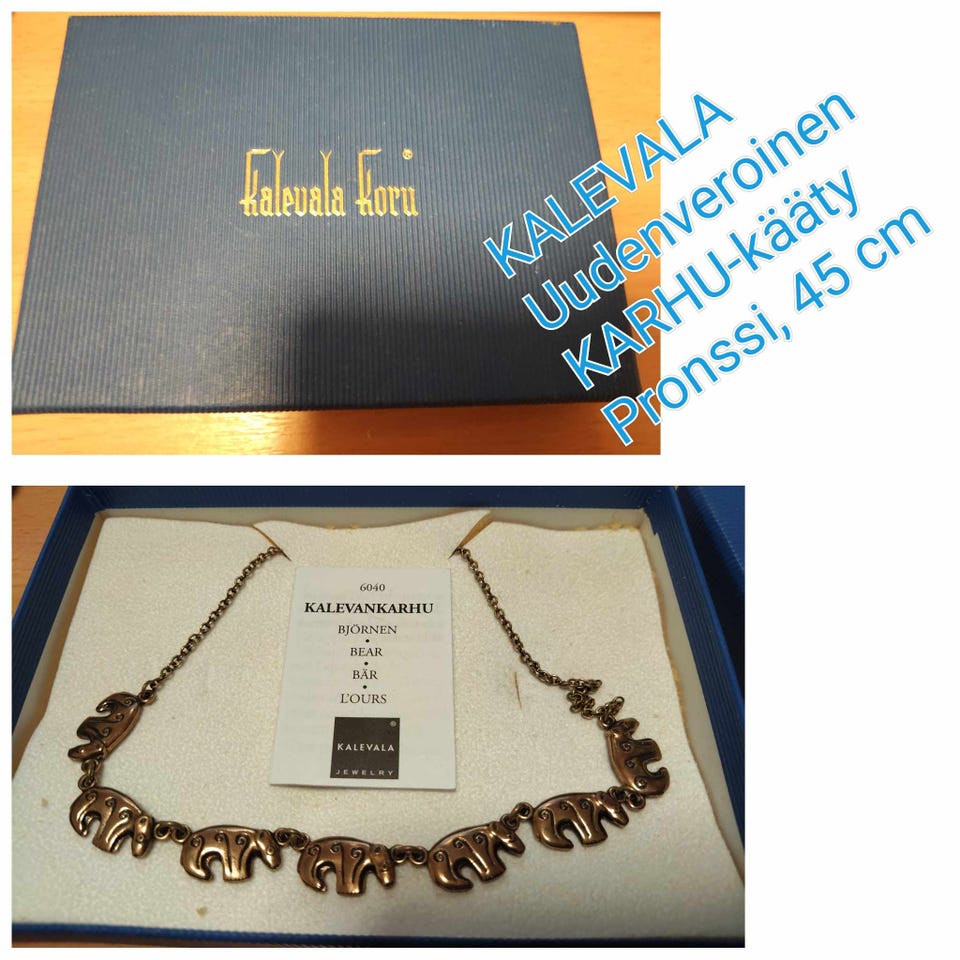 Kalevala Koru®
KALEVALA
Uudenveroinen
KARHU-kääty
Pronssi, 45 cm
6040
KALEVANKARHU
BJÖRNEN
•
BEAR
•
BÄR
•
L'OURS
®
KALEVALA
JEWELRY